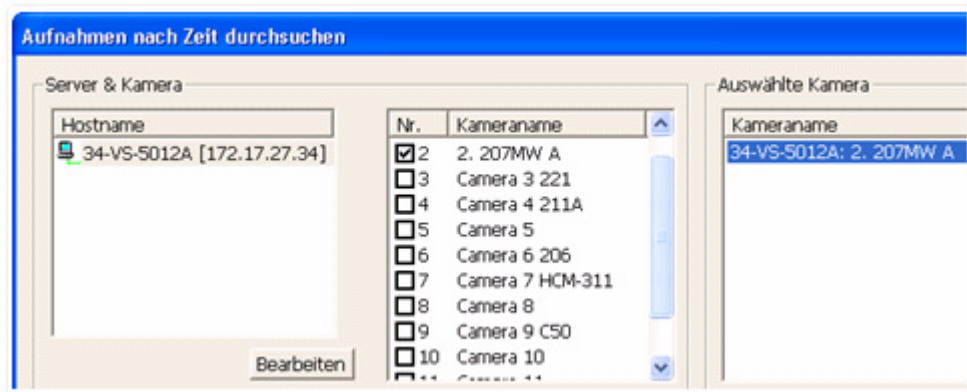 Aufnahmen nach Zeit durchsuchen
Server & Kamera
Hostname
34-VS-5012A [172.17.27.34]
Bearbeiten
Nr. Kameraname
2 2. 207MW A
3 Camera 3 221
4 Camera 4 211A
5 Camera 5
6 Camera 6 206
7 Camera 7 HCM-311
8 Camera 8
9 Camera 9 C50
10 Camera 10
Auswählte Kamera
Kameraname
34-VS-5012A: 2. 207MW A